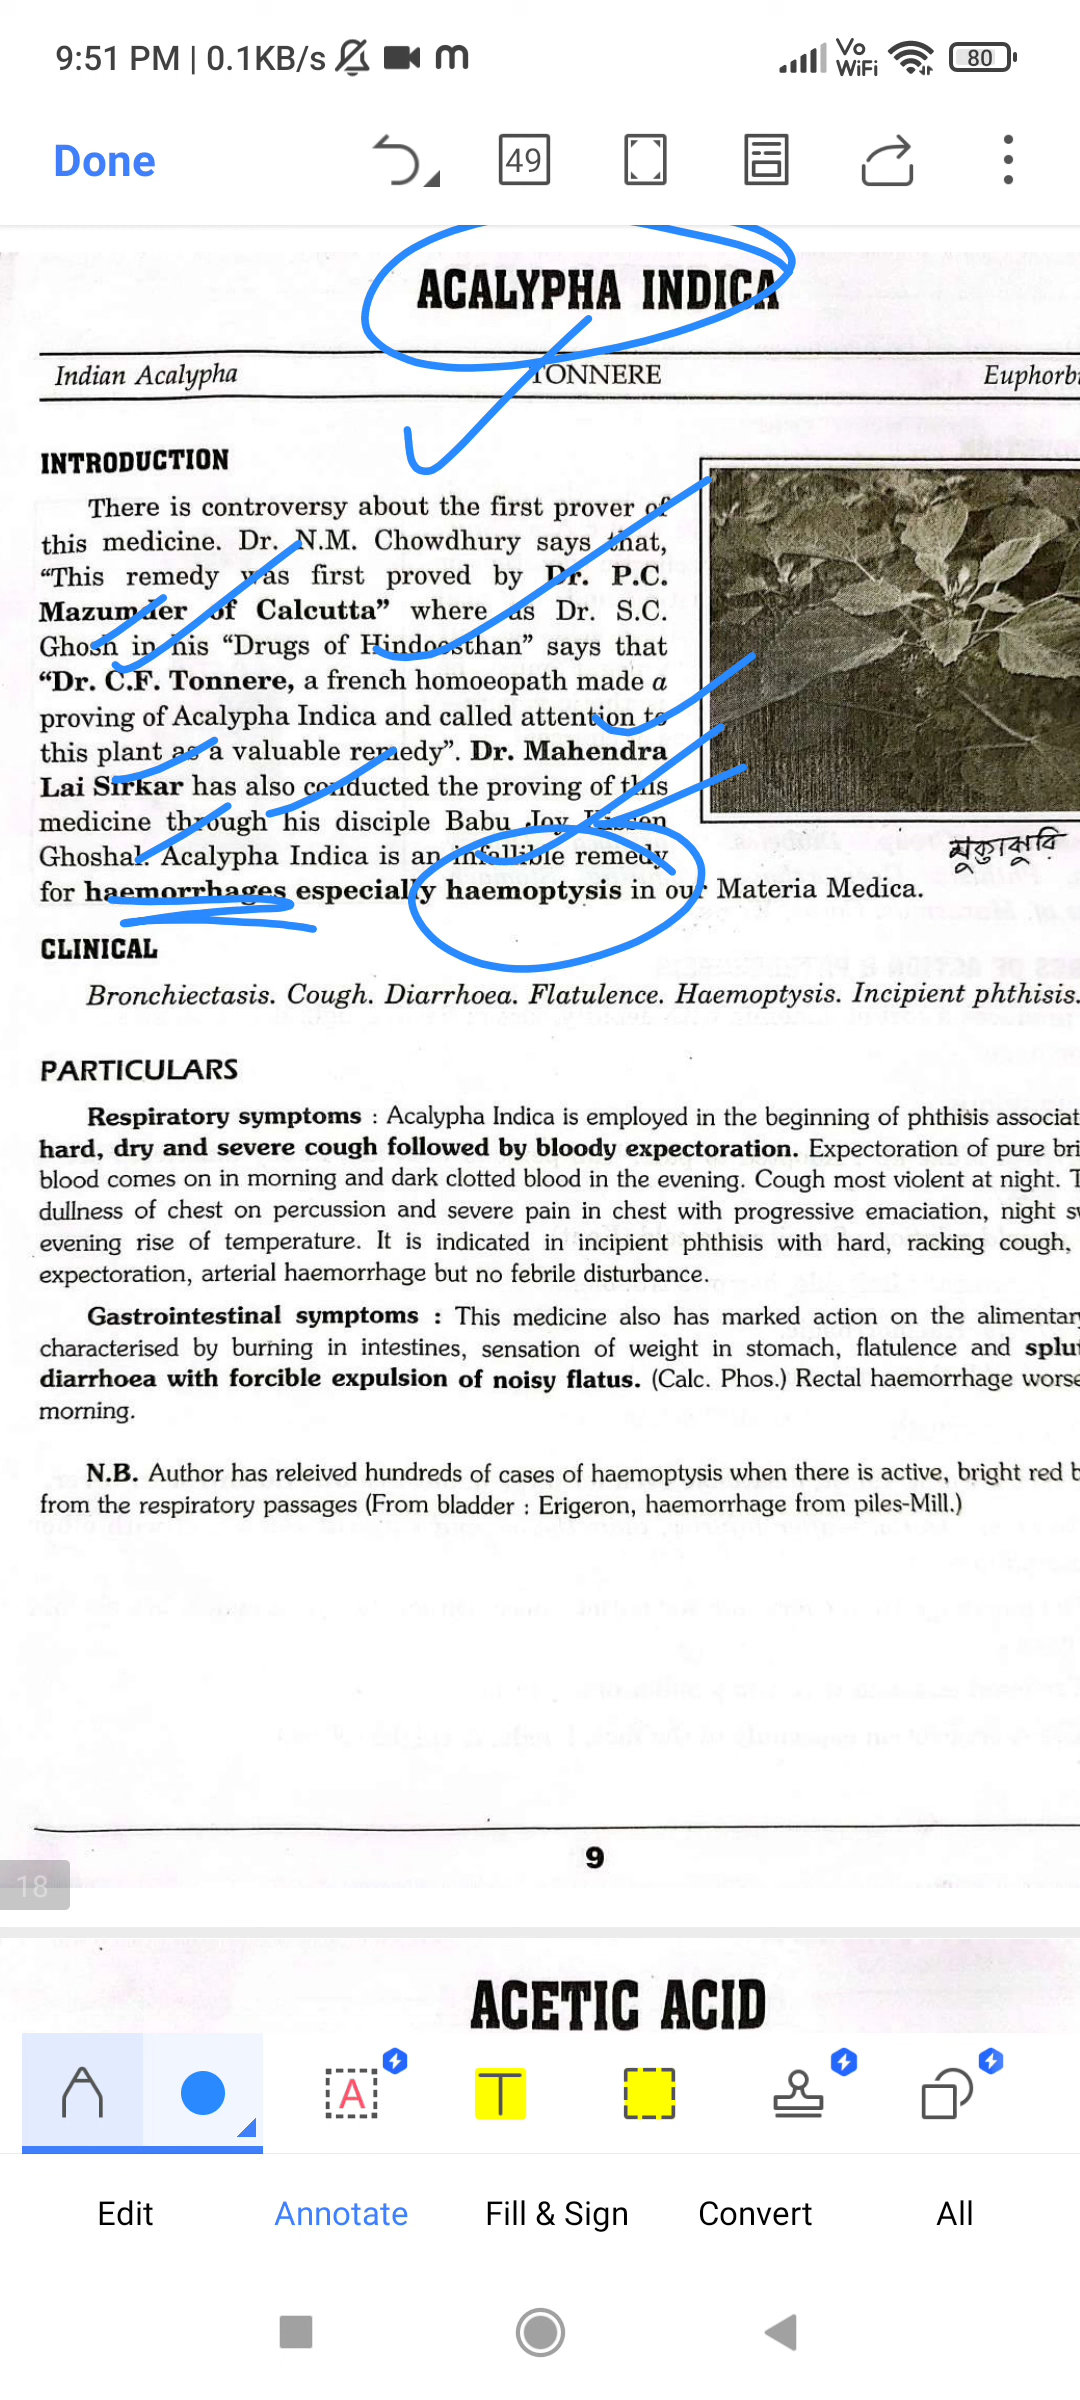 9:51 PM | 0.1KB/s m Vo WiFi 80
Done 49
ACALYPHA INDICA
Indian Acalypha TONNERE Euphorbi
INTRODUCTION
There is controversy about the first prover of
this medicine. Dr. N.M. Chowdhury says that,
“This remedy was first proved by Dr. P.C.
Mazumder of Calcutta” where as Dr. S.C.
Ghosh in his “Drugs of Hindoosthan” says that
“Dr. C.F. Tonnere, a french homoeopath made a
proving of Acalypha Indica and called attention to
this plant as a valuable remedy”. Dr. Mahendra
Lai Sirkar has also conducted the proving of this
medicine through his disciple Babu Joy Kissen
Ghoshal. Acalypha Indica is an infallible remedy
for haemorrhages especially haemoptysis in our Materia Medica.
মুক্তাঝুরি
CLINICAL
Bronchiectasis. Cough. Diarrhoea. Flatulence. Haemoptysis. Incipient phthisis.
PARTICULARS
Respiratory symptoms : Acalypha Indica is employed in the beginning of phthisis associat
hard, dry and severe cough followed by bloody expectoration. Expectoration of pure bri
blood comes on in morning and dark clotted blood in the evening. Cough most violent at night. T
dullness of chest on percussion and severe pain in chest with progressive emaciation, night sw
evening rise of temperature. It is indicated in incipient phthisis with hard, racking cough,
expectoration, arterial haemorrhage but no febrile disturbance.
Gastrointestinal symptoms : This medicine also has marked action on the alimentary
characterised by burning in intestines, sensation of weight in stomach, flatulence and splut
diarrhoea with forcible expulsion of noisy flatus. (Calc. Phos.) Rectal haemorrhage worse
morning.
N.B. Author has releived hundreds of cases of haemoptysis when there is active, bright red b
from the respiratory passages (From bladder : Erigeron, haemorrhage from piles-Mill.)
9
18
ACETIC ACID
A T
Edit Annotate Fill & Sign Convert All